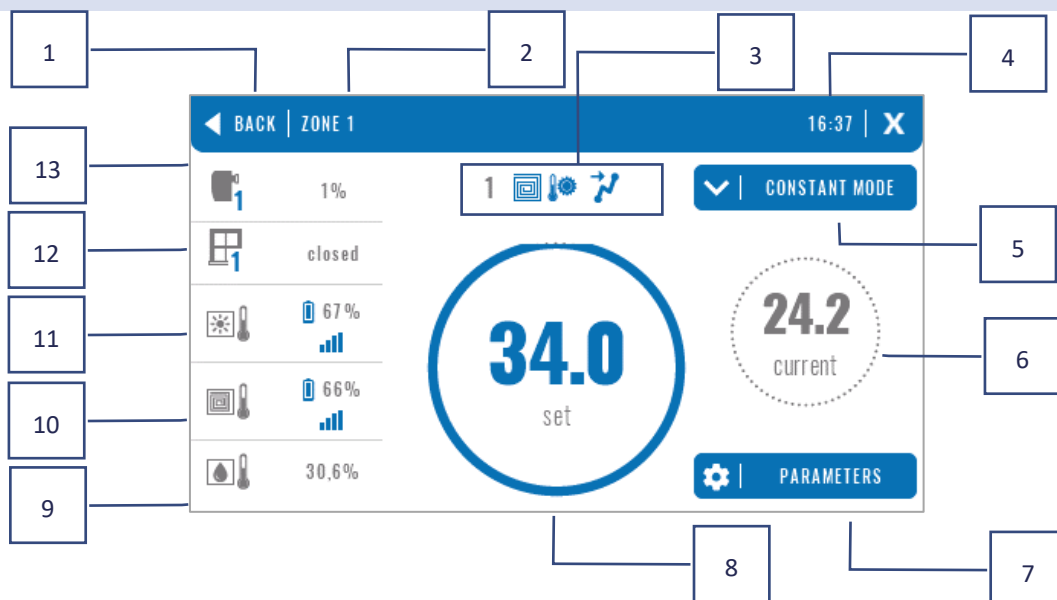 1
2
3
4
BACK
ZONE 1
16:37
X
13
1
1%
1
CONSTANT MODE
12
1
closed
5
11
67%
34.0
set
24.2
current
6
10
66%
9
30,6%
PARAMETERS
8
7